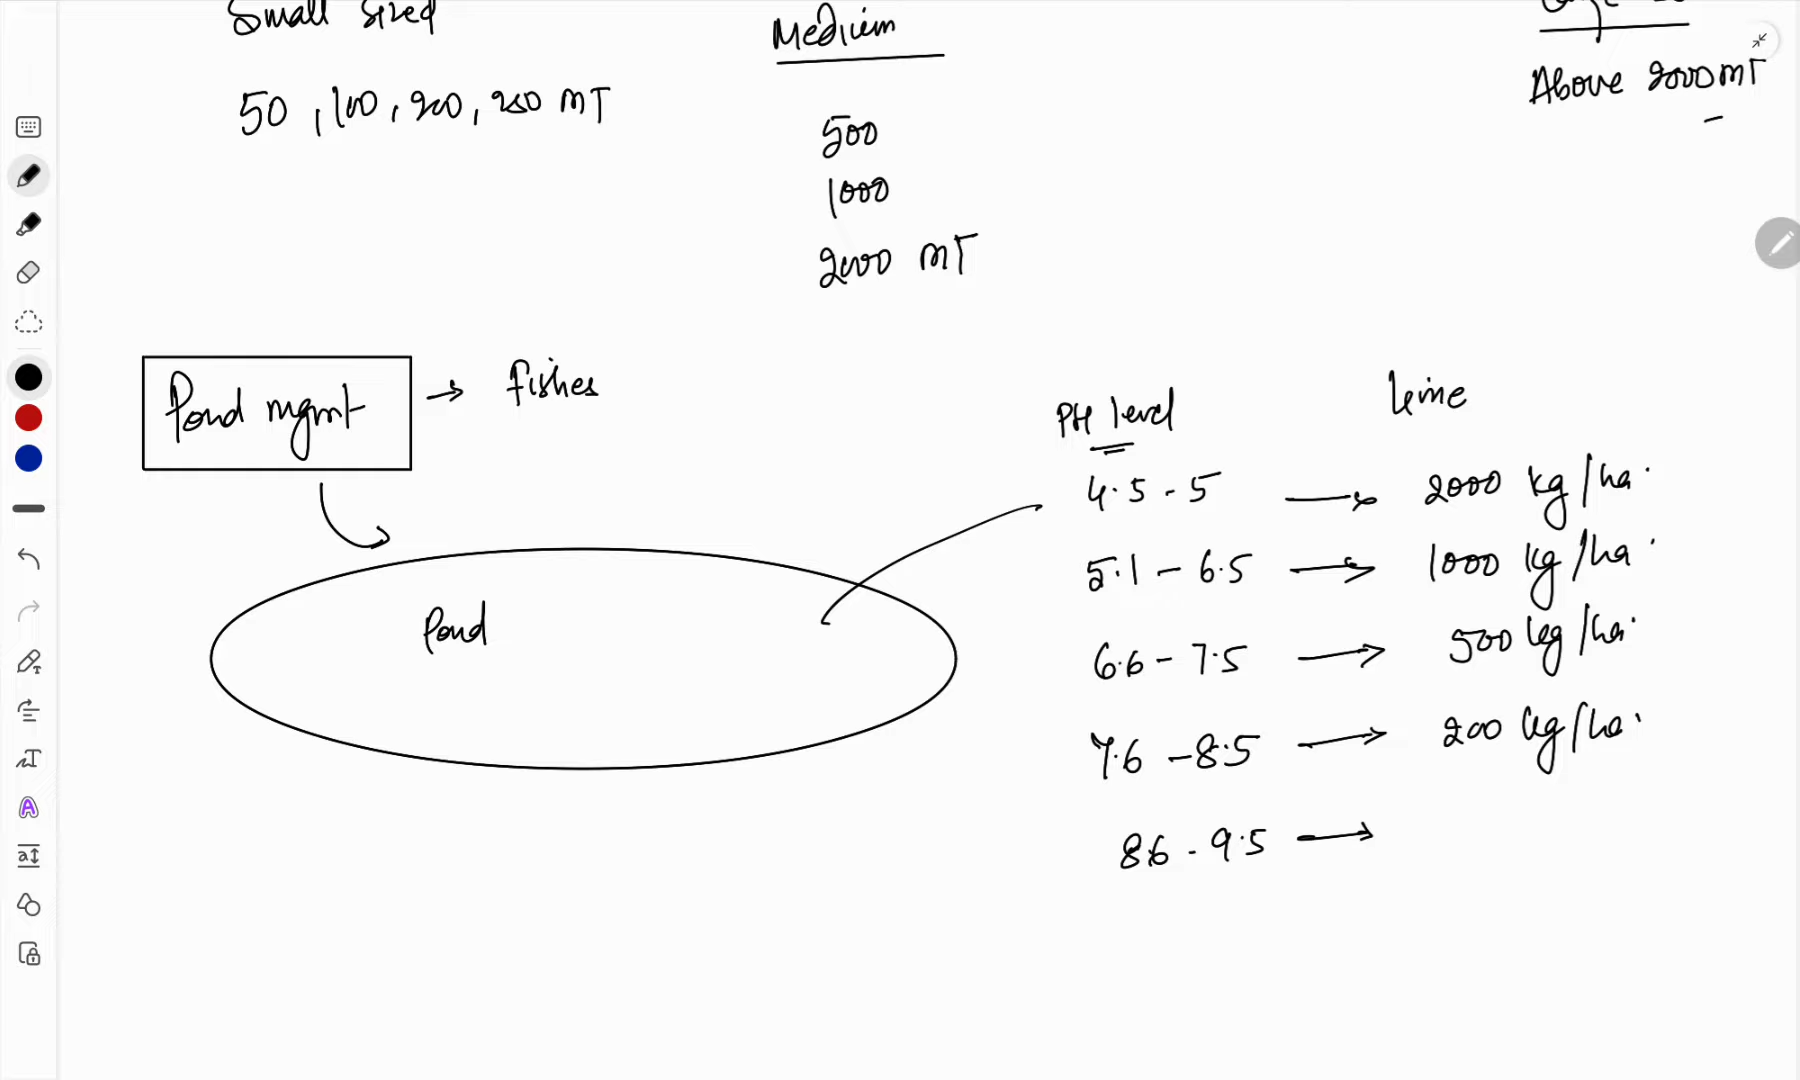 Small sized
50, 100, 200, 250 MT
Medium
500
1000
2000 MT
Above 2000 MT
Pond mgmt → fishes
Pond
PH level lime
4.5 - 5 → 2000 kg/ha.
5.1 - 6.5 → 1000 kg/ha.
6.6 - 7.5 → 500 kg/ha.
7.6 - 8.5 → 200 kg/ha.
8.6 - 9.5 →